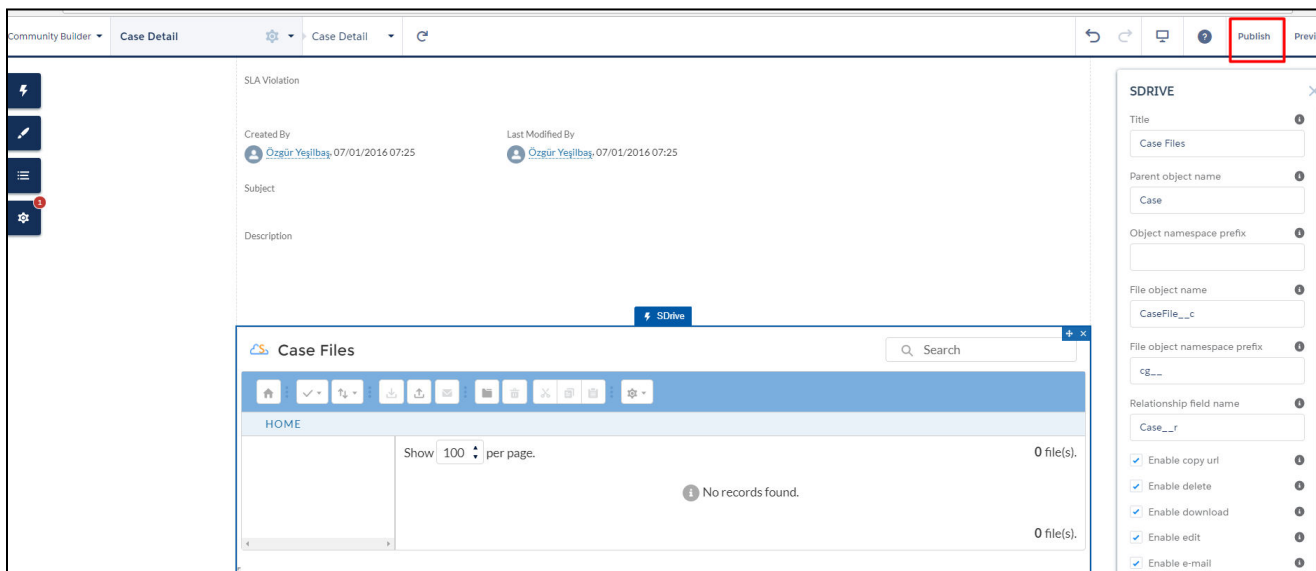 Community Builder
Case Detail
Case Detail
Publish
SLA Violation
Created By
Özgür Yeşilbaş, 07/01/2016 07:25
Last Modified By
Özgür Yeşilbaş, 07/01/2016 07:25
Subject
1
Description
SDrive
Case Files
Search
HOME
Show 100 per page.
0 file(s).
No records found.
0 file(s).
SDRIVE
Title
Case Files
Parent object name
Case
Object namespace prefix
File object name
CaseFile__c
File object namespace prefix
cg__
Relationship field name
Case__r
Enable copy url
Enable delete
Enable download
Enable edit
Enable e-mail